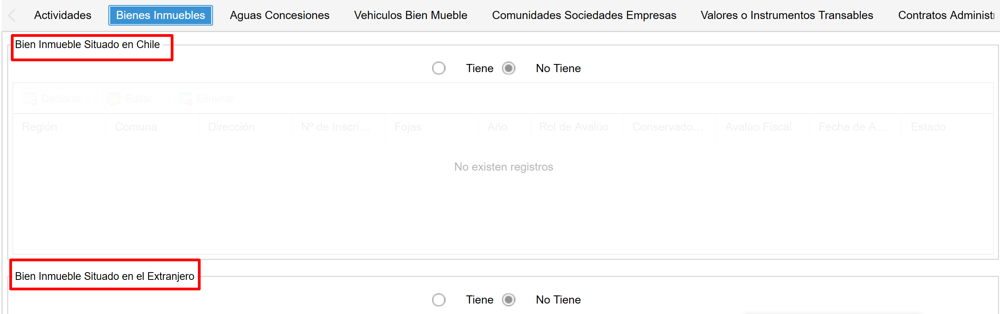 Actividades Bienes Inmuebles Aguas Concesiones Vehiculos Bien Mueble Comunidades Sociedades Empresas Valores o Instrumentos Transables Contratos Administr
Bien Inmueble Situado en Chile
Tiene No Tiene
Declarar Editar Eliminar
Región Comuna Dirección Nº de Inscri... Fojas Año Rol de Avalúo Conservado... Avalúo Fiscal Fecha de A... Estado
No existen registros
Bien Inmueble Situado en el Extranjero
Tiene No Tiene